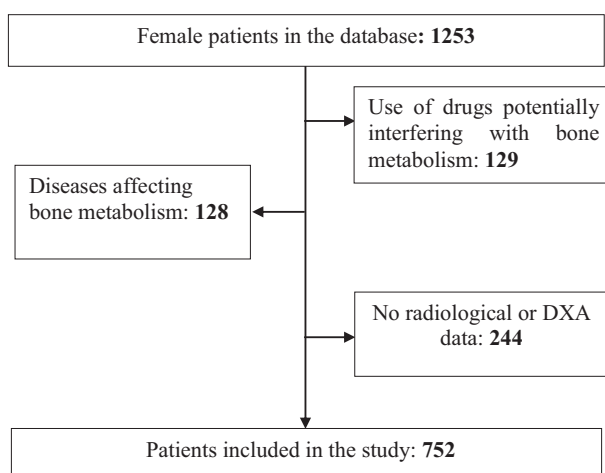 Female patients in the database: 1253
Use of drugs potentially
interfering with bone
metabolism: 129
Diseases affecting
bone metabolism: 128
No radiological or DXA
data: 244
Patients included in the study: 752